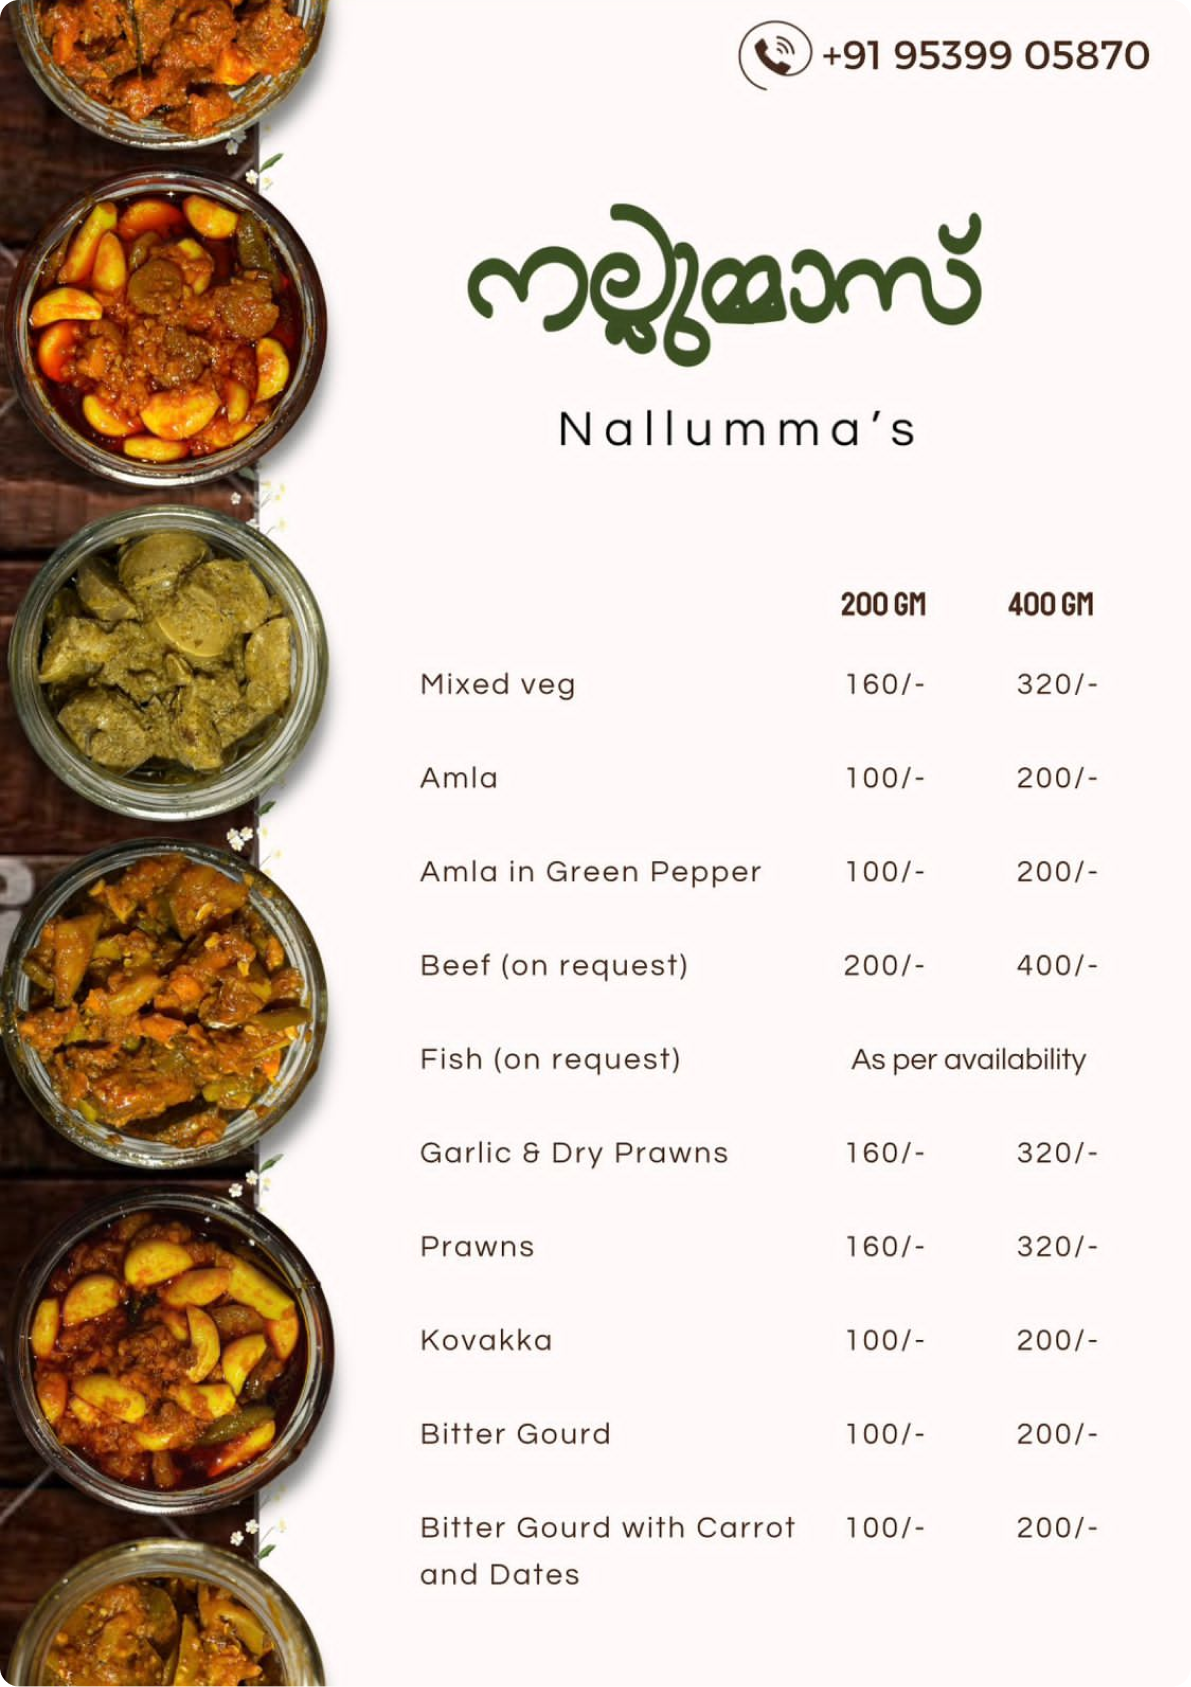 +91 95399 05870
നല്ലുമ്മാസ്
Nallumma’s
200 GM 400 GM
Mixed veg 160/- 320/-
Amla 100/- 200/-
Amla in Green Pepper 100/- 200/-
Beef (on request) 200/- 400/-
Fish (on request) As per availability
Garlic & Dry Prawns 160/- 320/-
Prawns 160/- 320/-
Kovakka 100/- 200/-
Bitter Gourd 100/- 200/-
Bitter Gourd with Carrot 100/- 200/-
and Dates